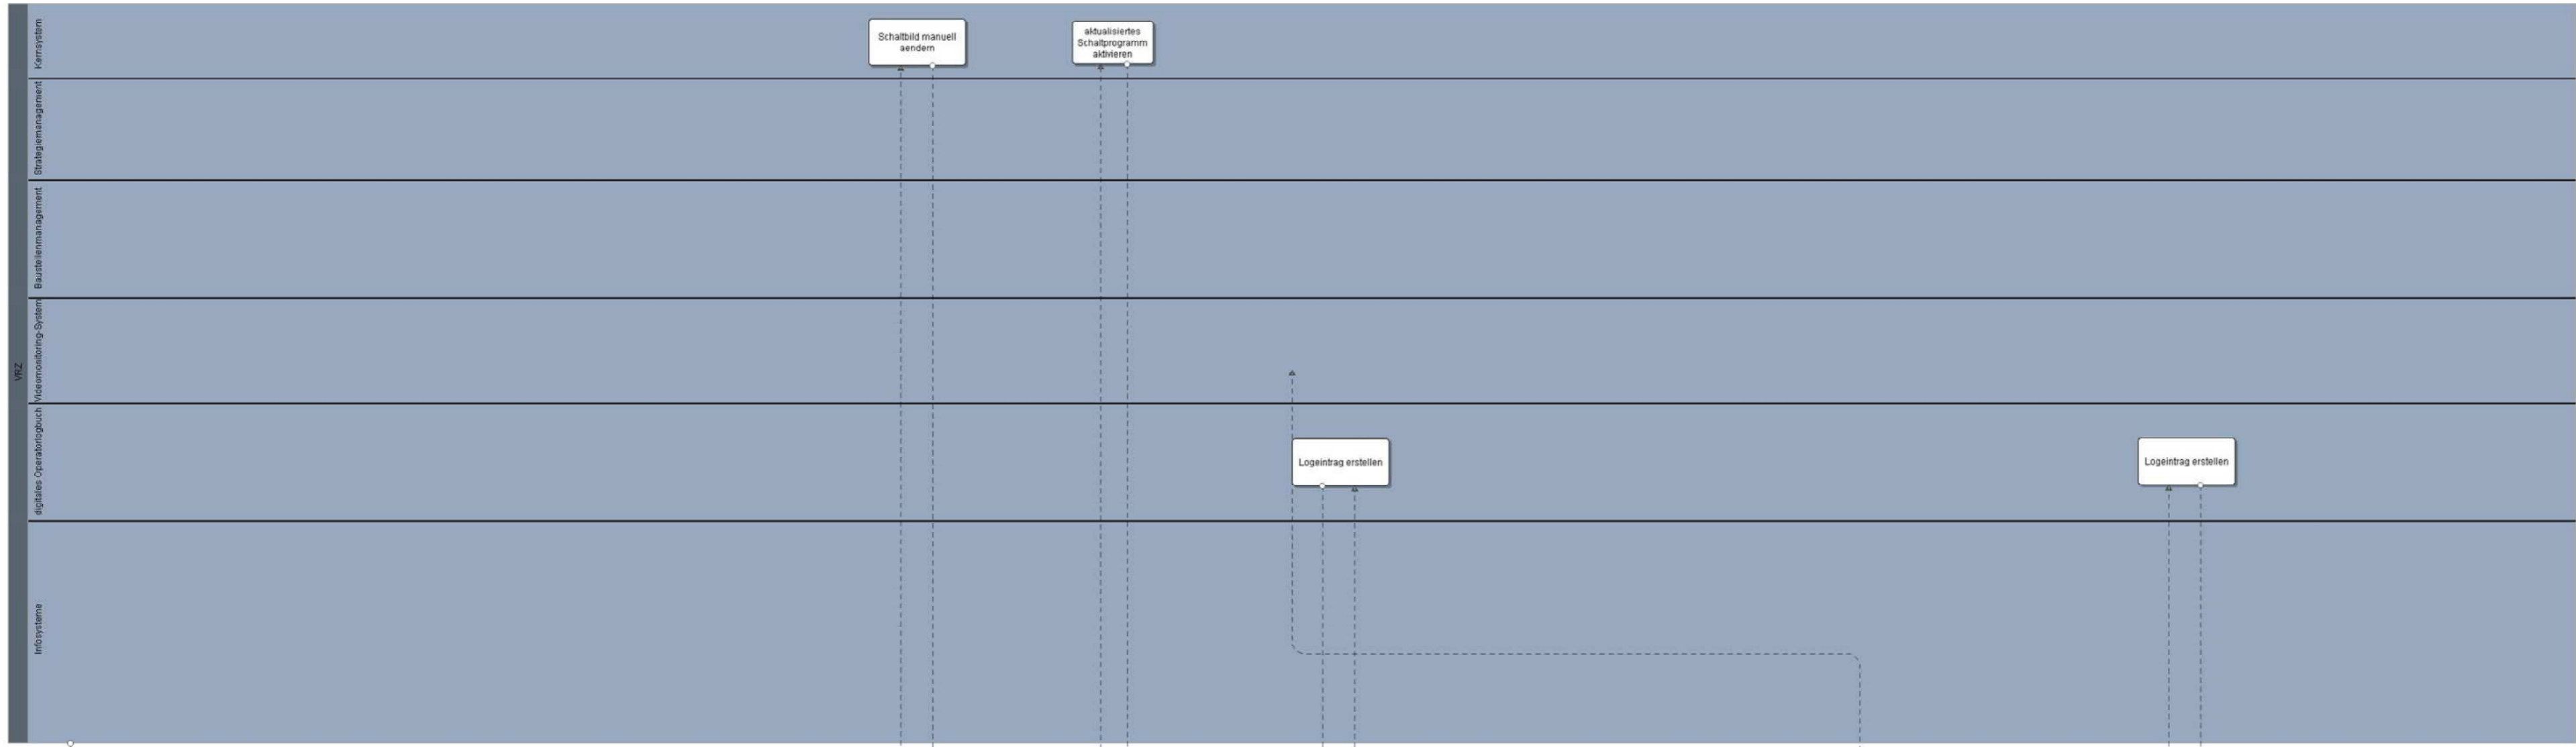 VRZ
Kernsystem
Schaltbild manuell
aendern
aktualisiertes
Schaltprogramm
aktivieren
Strategiemanagement
Baustellenmanagement
Videomonitoring-System
digitales Operatorlogbuch
Logeintrag erstellen
Logeintrag erstellen
Infosysteme